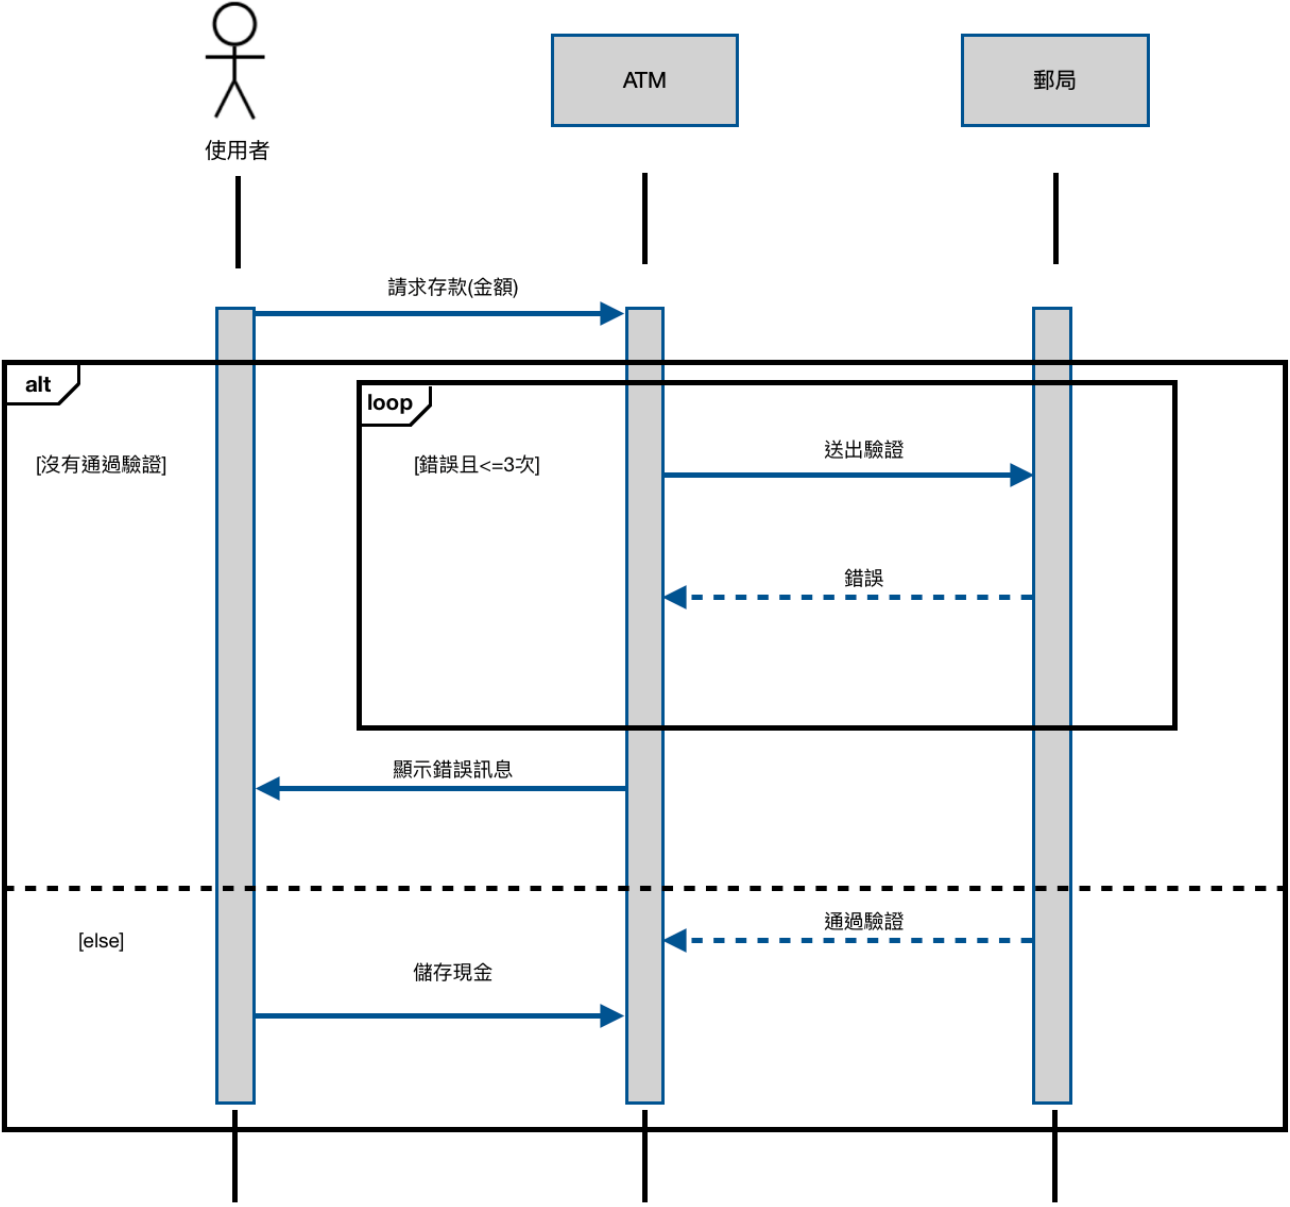 使用者
ATM
郵局
請求存款(金額)
alt
loop
[沒有通過驗證]
[錯誤且<=3次]
送出驗證
錯誤
顯示錯誤訊息
[else]
通過驗證
儲存現金